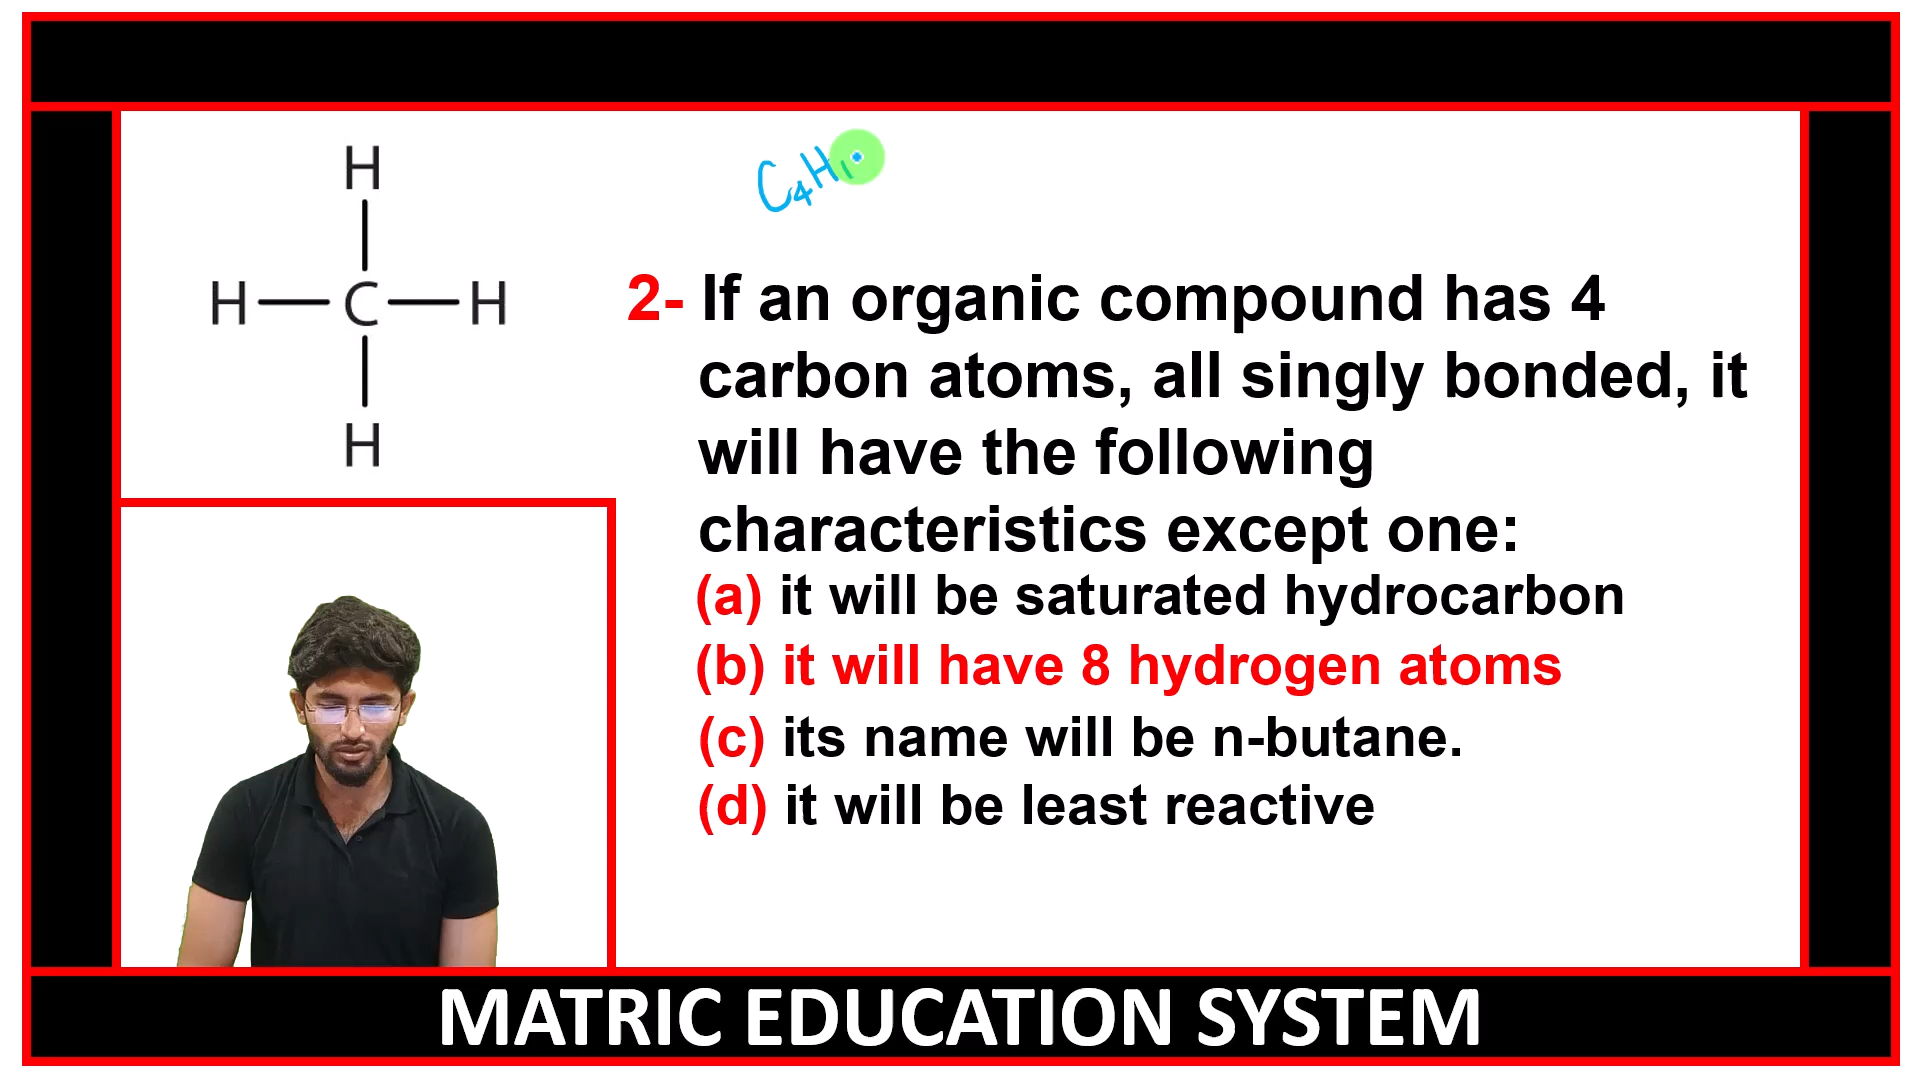 H
H C H
H
C4H1
2- If an organic compound has 4
carbon atoms, all singly bonded, it
will have the following
characteristics except one:
(a) it will be saturated hydrocarbon
(b) it will have 8 hydrogen atoms
(c) its name will be n-butane.
(d) it will be least reactive
MATRIC EDUCATION SYSTEM